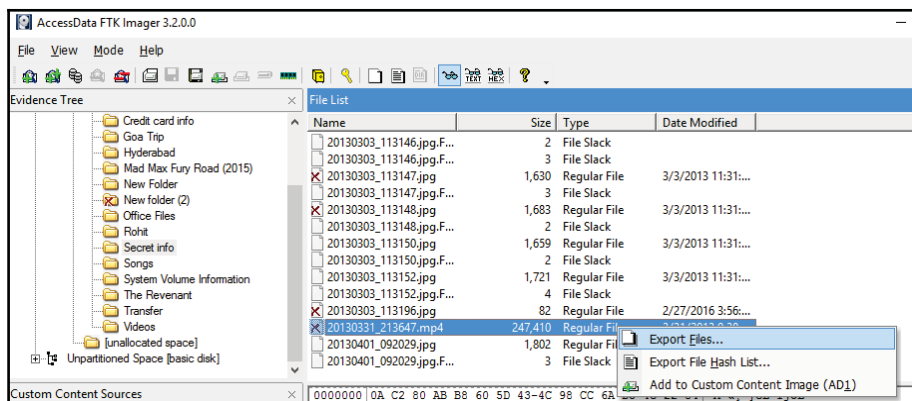 AccessData FTK Imager 3.2.0.0
File View Mode Help
Evidence Tree
Credit card info
Goa Trip
Hyderabad
Mad Max Fury Road (2015)
New Folder
New folder (2)
Office Files
Rohit
Secret info
Songs
System Volume Information
The Revenant
Transfer
Videos
[unallocated space]
Unpartitioned Space [basic disk]
Custom Content Sources
File List
Name Size Type Date Modified
20130303_113146.jpg.F... 2 File Slack
20130303_113146.jpg.F... 3 File Slack
20130303_113147.jpg 1,630 Regular File 3/3/2013 11:31:...
20130303_113147.jpg.F... 3 File Slack
20130303_113148.jpg 1,683 Regular File 3/3/2013 11:31:...
20130303_113148.jpg.F... 2 File Slack
20130303_113150.jpg 1,659 Regular File 3/3/2013 11:31:...
20130303_113150.jpg.F... 2 File Slack
20130303_113152.jpg 1,721 Regular File 3/3/2013 11:31:...
20130303_113152.jpg.F... 4 File Slack
20130303_113196.jpg 82 Regular File 2/27/2016 3:56:...
20130331_213647.mp4 247,410 Regular Fil
20130401_092029.jpg 1,802 Regular Fil
20130401_092029.jpg.F... 3 File Slack
Export Files...
Export File Hash List...
Add to Custom Content Image (AD1)
0000000 0A C2 80 AB B8 60 5D 43-4C 98 CC 6A